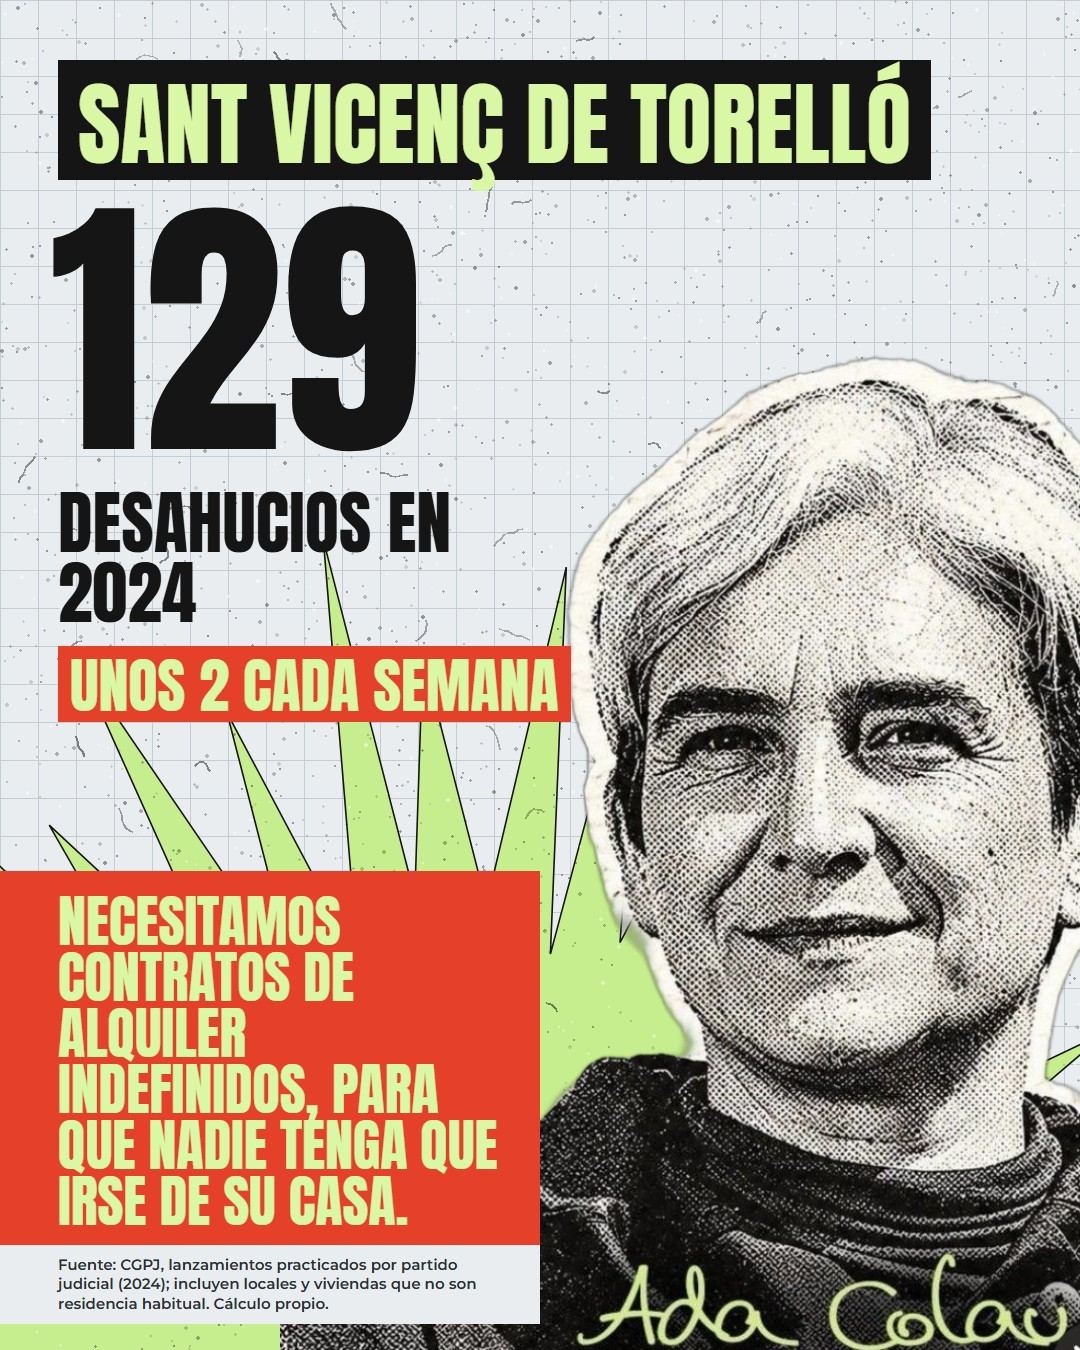 SANT VICENÇ DE TORELLÓ
129
DESAHUCIOS EN
2024
UNOS 2 CADA SEMANA
NECESITAMOS
CONTRATOS DE
ALQUILER
INDEFINIDOS, PARA
QUE NADIE TENGA QUE
IRSE DE SU CASA.
Fuente: CGPJ, lanzamientos practicados por partido
judicial (2024); incluyen locales y viviendas que no son
residencia habitual. Cálculo propio.
Ada Colau